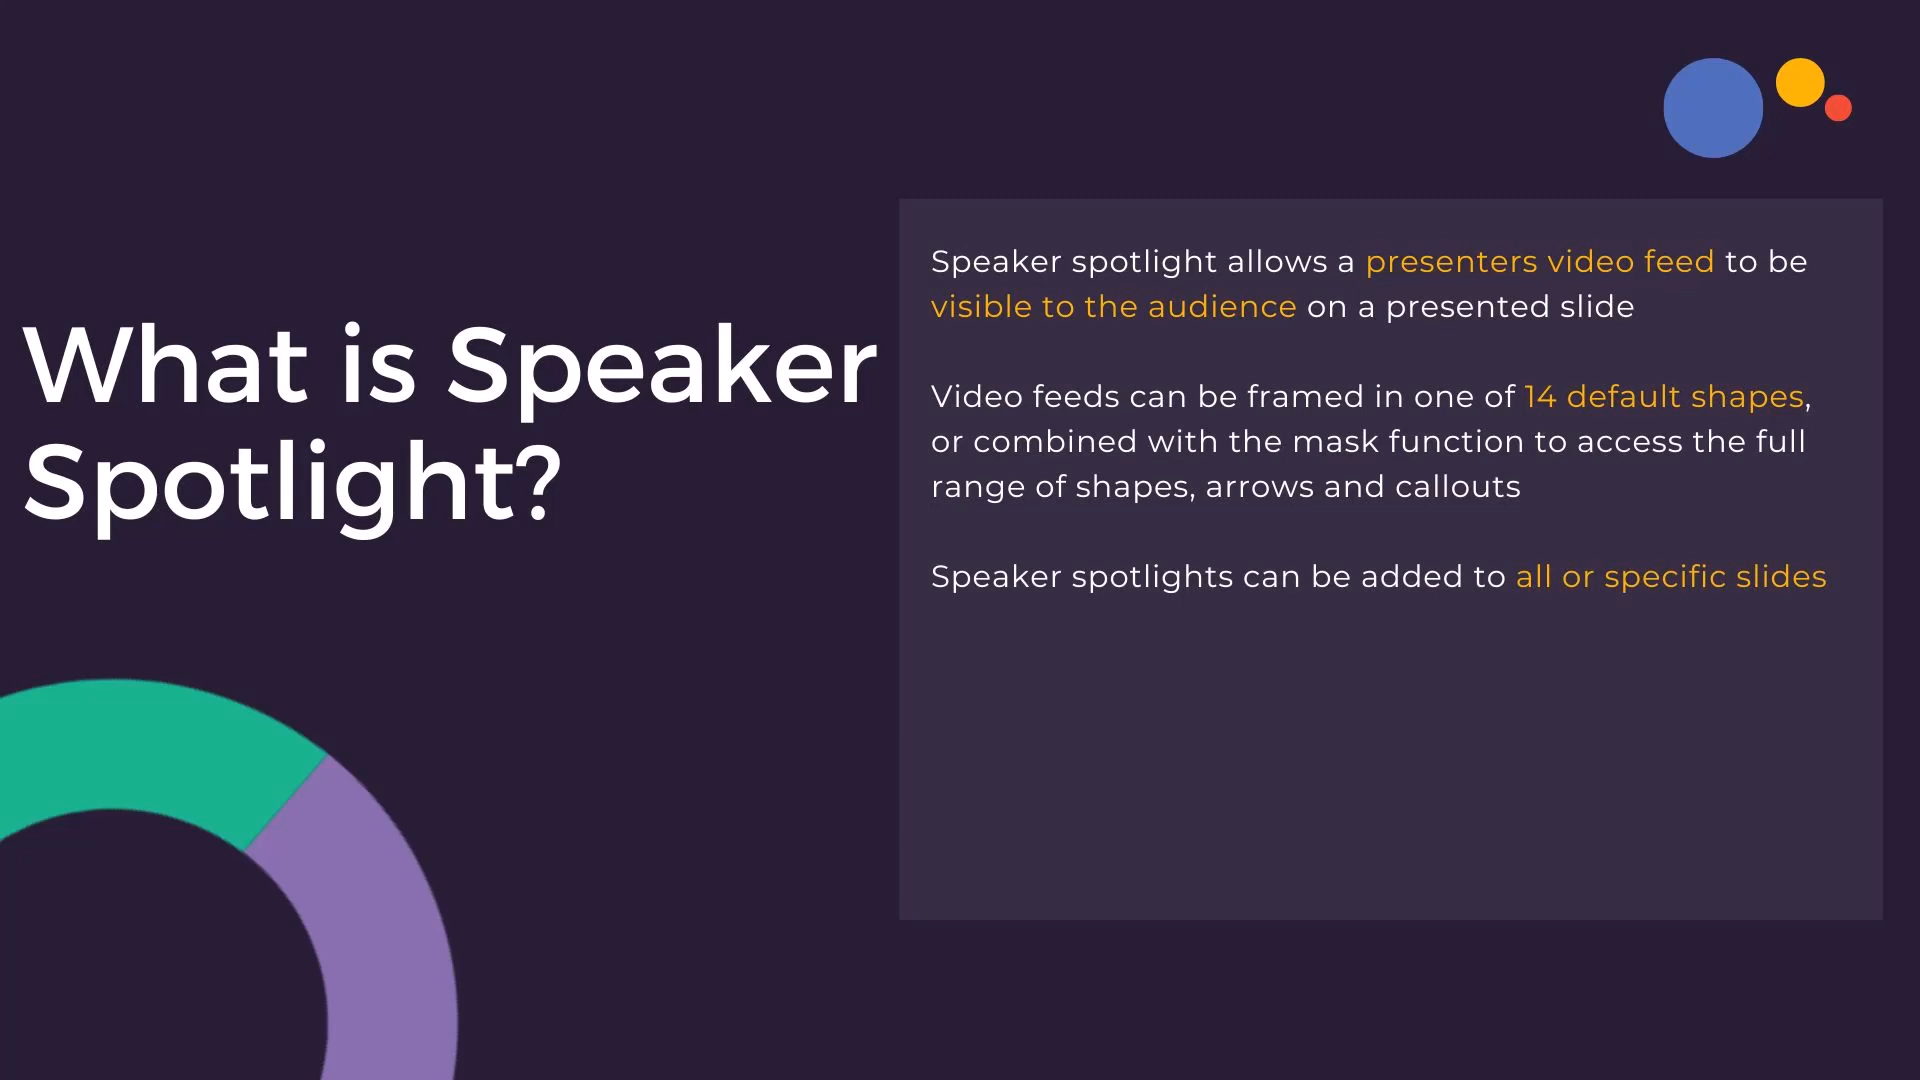 What is Speaker
Spotlight?
Speaker spotlight allows a presenters video feed to be
visible to the audience on a presented slide
Video feeds can be framed in one of 14 default shapes,
or combined with the mask function to access the full
range of shapes, arrows and callouts
Speaker spotlights can be added to all or specific slides